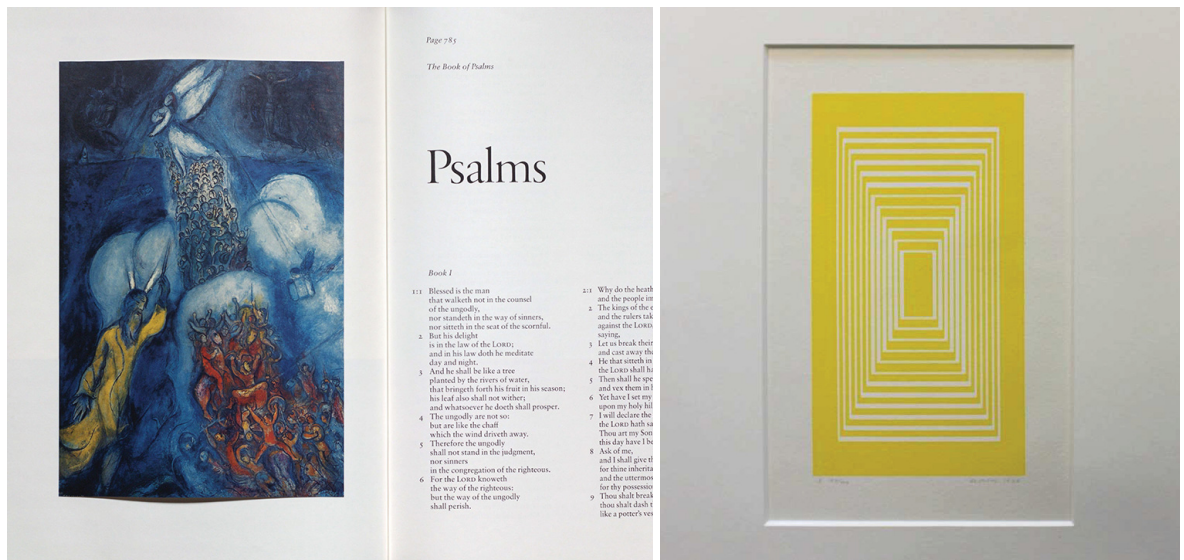 Page 785
The Book of Psalms
Psalms
Book I
1:1 Blessed is the man
that walketh not in the counsel
of the ungodly,
nor standeth in the way of sinners,
nor sitteth in the seat of the scornful.
2 But his delight
is in the law of the LORD;
and in his law doth he meditate
day and night.
3 And he shall be like a tree
planted by the rivers of water,
that bringeth forth his fruit in his season;
his leaf also shall not wither;
and whatsoever he doeth shall prosper.
4 The ungodly are not so:
but are like the chaff
which the wind driveth away.
5 Therefore the ungodly
shall not stand in the judgment,
nor sinners
in the congregation of the righteous.
6 For the LORD knoweth
the way of the righteous:
but the way of the ungodly
shall perish.
2:1 Why do the heath
and the people im
2 The kings of the e
and the rulers tak
against the LORD
saying,
3 Let us break their
and cast away the
4 He that sitteth in
the LORD shall ha
5 Then shall he spe
and vex them in h
6 Yet have I set my
upon my holy hil
7 I will declare the
the LORD hath sa
Thou art my Son
this day have I be
8 Ask of me,
and I shall give th
for thine inherita
and the uttermos
for thy possessio
9 Thou shalt break
thou shalt dash t
like a potter's ves